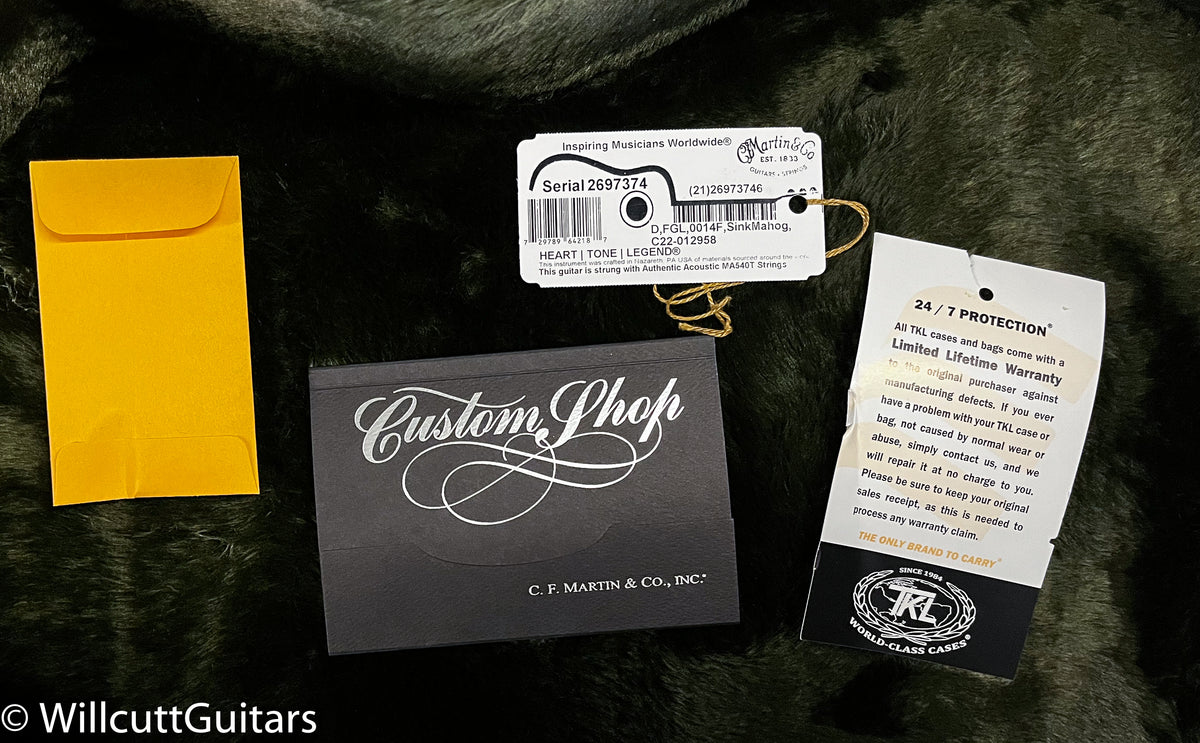 Inspiring Musicians Worldwide®
CF Martin & Co
EST. 1833
GUITARS • STRINGS
Serial 2697374
(21)26973746
7 29789 64218 7
D,FGL,0014F,SinkMahog,
C22-012958
HEART | TONE | LEGEND®
This instrument was crafted in Nazareth, PA USA of materials sourced around the
This guitar is strung with Authentic Acoustic MA540T Strings
Custom Shop
C. F. MARTIN & CO., INC.®
24 / 7 PROTECTION®
All TKL cases and bags come with a
Limited Lifetime Warranty
to the original purchaser against
manufacturing defects. If you ever
have a problem with your TKL case or
bag, not caused by normal wear or
abuse, simply contact us, and we
will repair it at no charge to you.
Please be sure to keep your original
sales receipt, as this is needed to
process any warranty claim.
THE ONLY BRAND TO CARRY®
SINCE 1984
TKL
WORLD-CLASS CASES®
© WillcuttGuitars